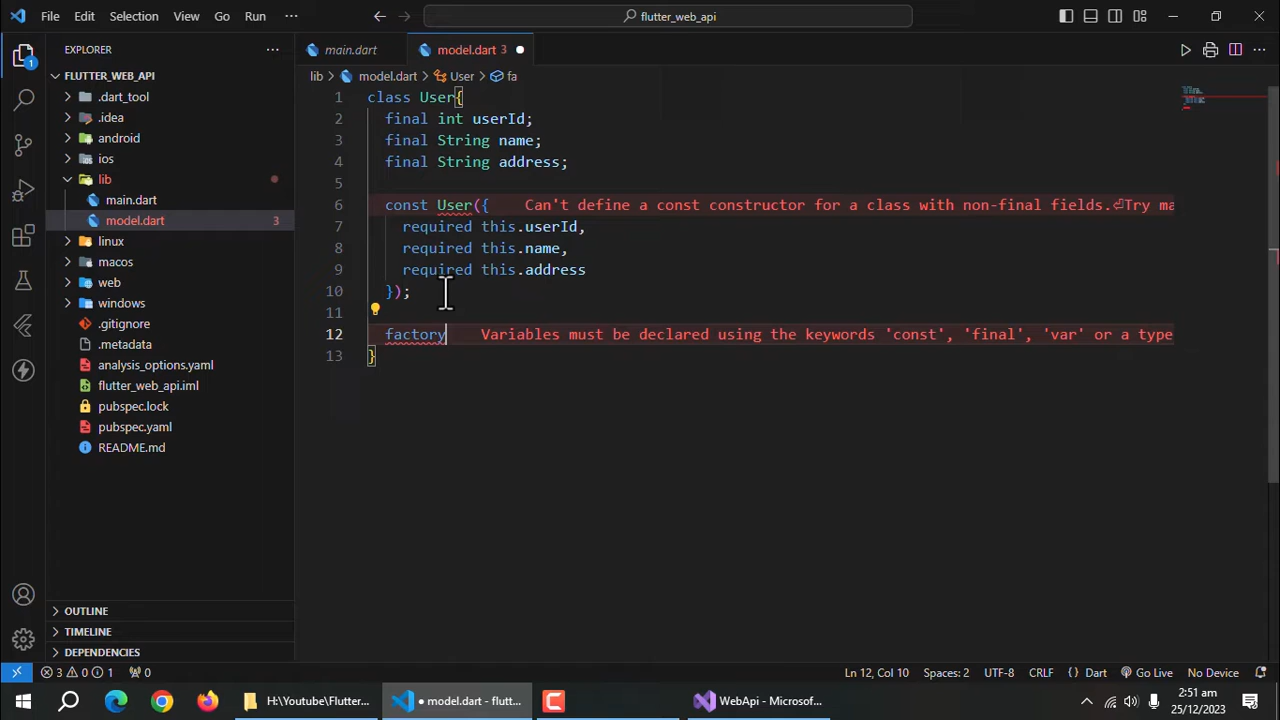 File Edit Selection View Go Run ··· flutter_web_api
EXPLORER ···
main.dart
model.dart 3
lib > model.dart > User > fa
FLUTTER_WEB_API
.dart_tool
.idea
android
ios
lib
main.dart
model.dart 3
linux
macos
web
windows
.gitignore
.metadata
analysis_options.yaml
flutter_web_api.iml
pubspec.lock
pubspec.yaml
README.md
OUTLINE
TIMELINE
DEPENDENCIES
1 class User{
2 final int userId;
3 final String name;
4 final String address;
5
6 const User({ Can't define a const constructor for a class with non-final fields.⏎Try ma
7 required this.userId,
8 required this.name,
9 required this.address
10 });
11
12 factory Variables must be declared using the keywords 'const', 'final', 'var' or a type
13 }
1
3 0 1 0
Ln 12, Col 10 Spaces: 2 UTF-8 CRLF {} Dart Go Live No Device
H:\Youtube\Flutter... ● model.dart - flutt... WebApi - Microsof...
2:51 am
25/12/2023
3